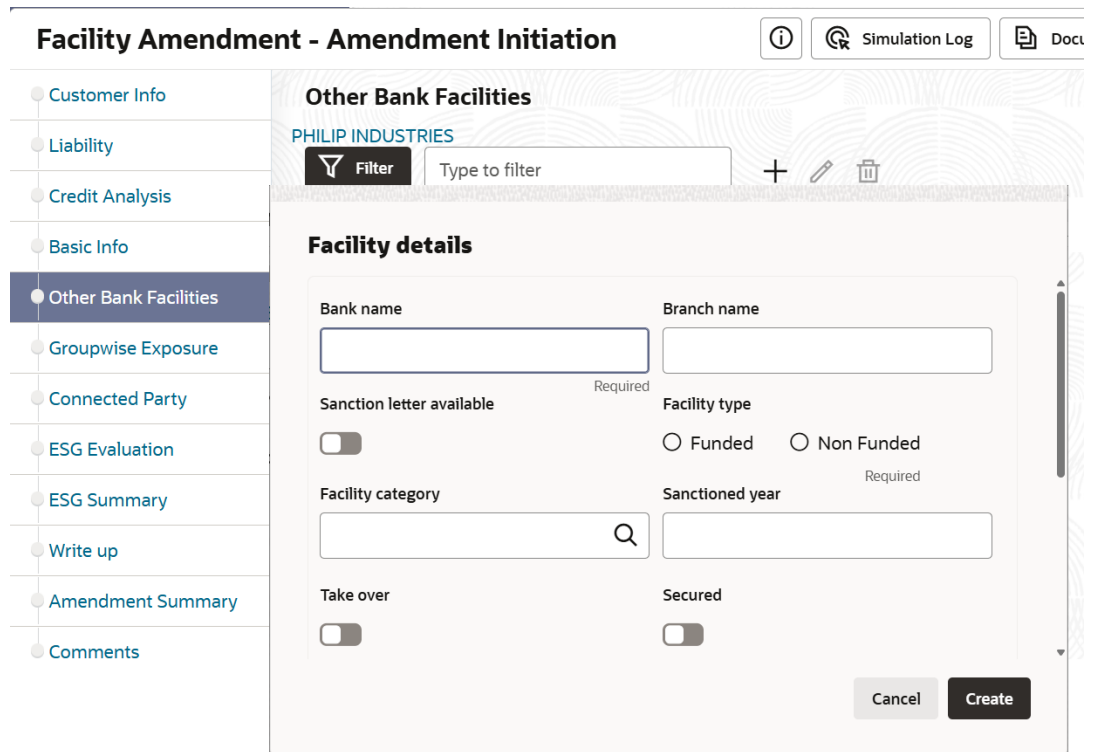 Facility Amendment - Amendment Initiation
Simulation Log
Customer Info
Liability
Credit Analysis
Basic Info
Other Bank Facilities
Groupwise Exposure
Connected Party
ESG Evaluation
ESG Summary
Write up
Amendment Summary
Comments
Other Bank Facilities
PHILIP INDUSTRIES
Filter
Type to filter
Facility details
Bank name
Branch name
Required
Sanction letter available
Facility type
Funded
Non Funded
Required
Facility category
Sanctioned year
Take over
Secured
Cancel
Create